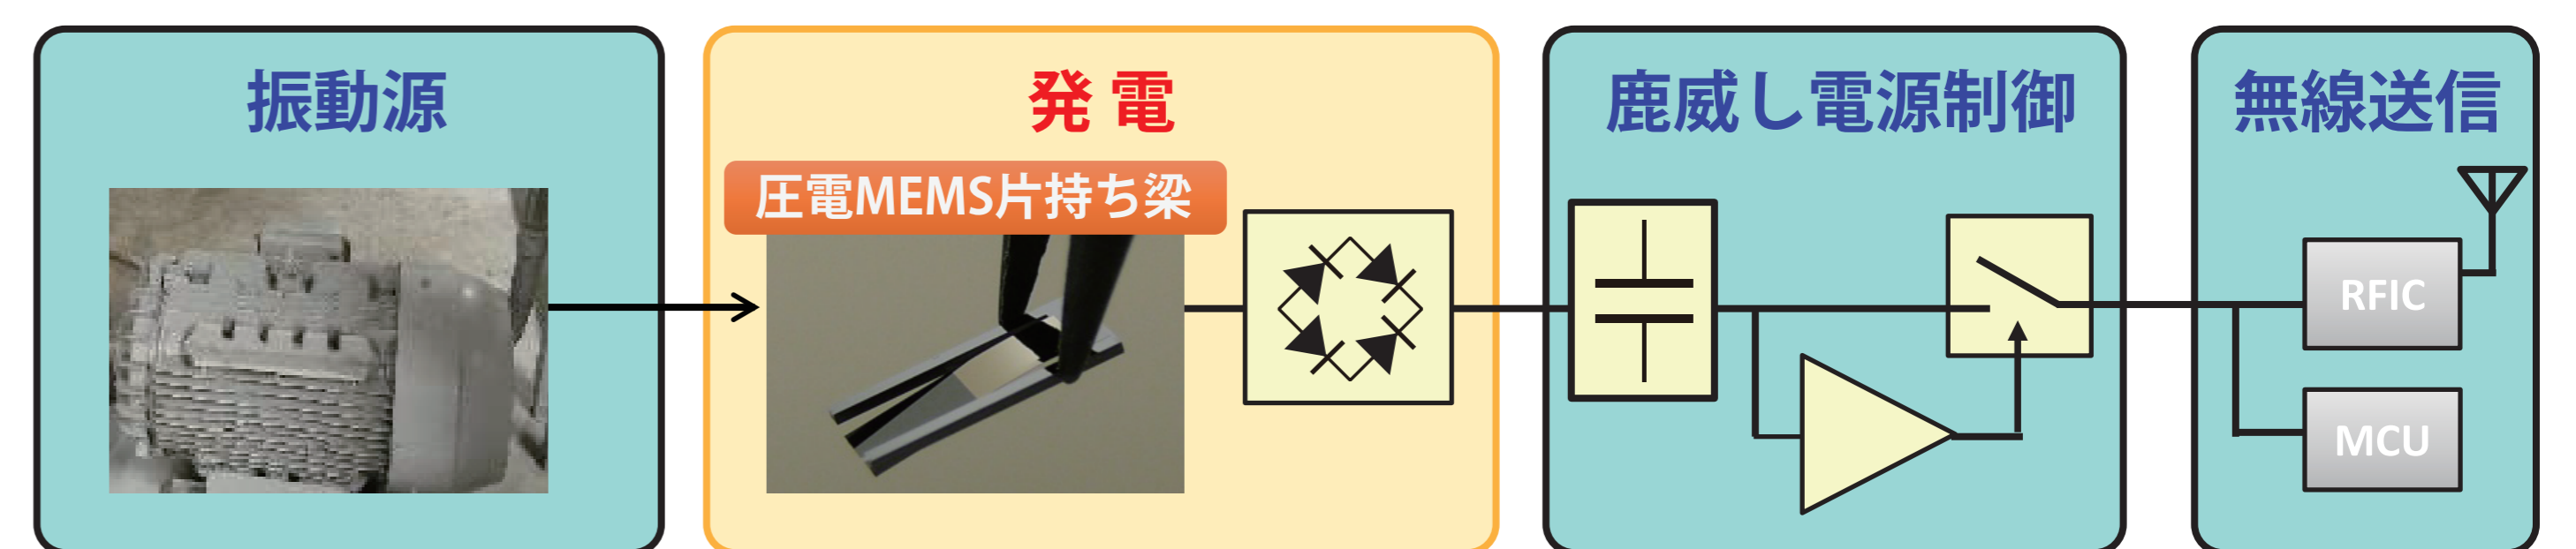 振動源
発 電
圧電MEMS片持ち梁
鹿威し電源制御
無線送信
RFIC
MCU